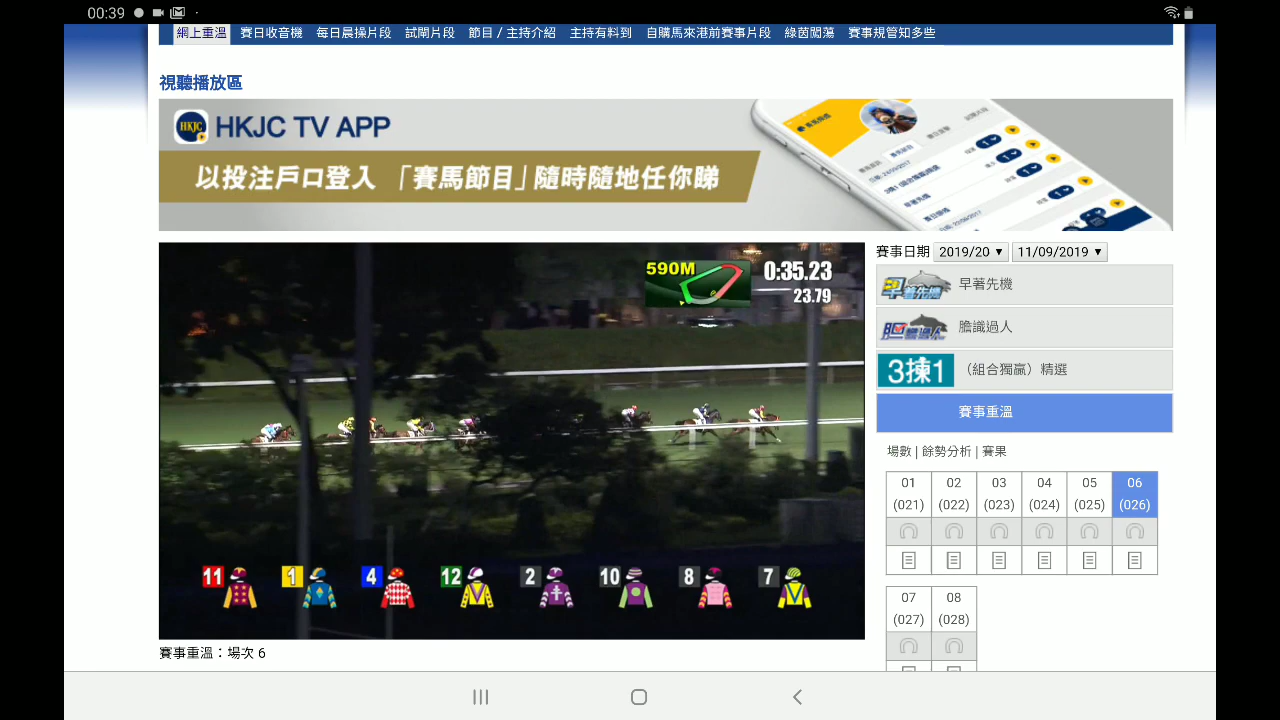 00:39
網上重溫 賽日收音機 每日晨操片段 試閘片段 節目 / 主持介紹 主持有料到 自購馬來港前賽事片段 綠茵闖蕩 賽事規管知多些
視聽播放區
HKJC
HKJC TV APP
以投注戶口登入 「賽馬節目」隨時隨地任你睇
590M 0:35.23
23.79
11 1 4 12 2 10 8 7
賽事重溫：場次 6
賽事日期 2019/20 ▼ 11/09/2019 ▼
早著先機 早著先機
膽識過人
3揀1 （組合獨贏）精選
賽事重溫
場數 | 餘勢分析 | 賽果
01 02 03 04 05 06
(021) (022) (023) (024) (025) (026)
07 08
(027) (028)